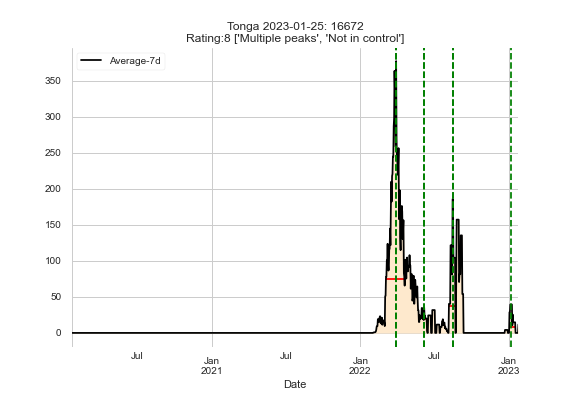 Tonga 2023-01-25: 16672
Rating:8 ['Multiple peaks', 'Not in control']
Average-7d
350
300
250
200
150
100
50
0
Jul
Jan
2021
Jul
Jan
2022
Jul
Jan
2023
Date